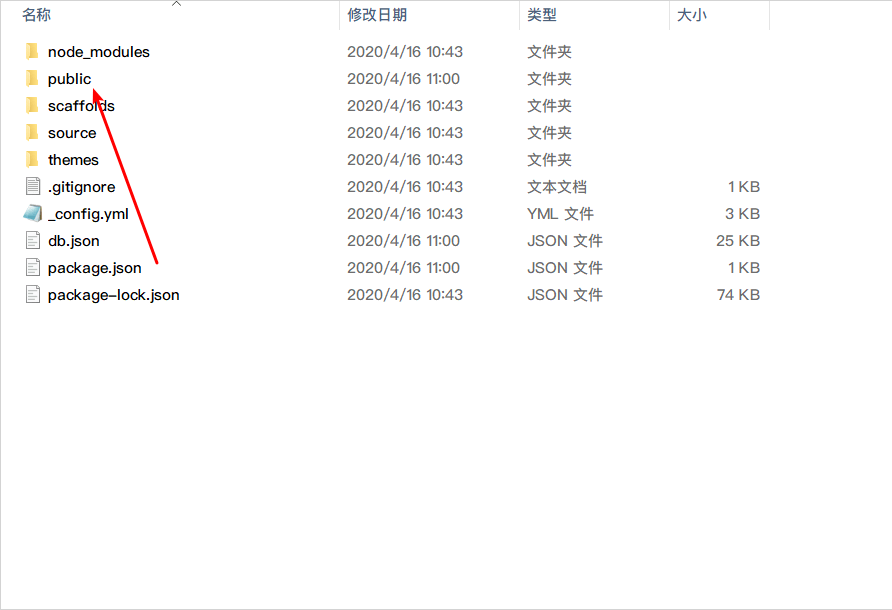 名称 修改日期 类型 大小
node_modules 2020/4/16 10:43 文件夹
public 2020/4/16 11:00 文件夹
scaffolds 2020/4/16 10:43 文件夹
source 2020/4/16 10:43 文件夹
themes 2020/4/16 10:43 文件夹
.gitignore 2020/4/16 10:43 文本文档 1 KB
_config.yml 2020/4/16 10:43 YML 文件 3 KB
db.json 2020/4/16 11:00 JSON 文件 25 KB
package.json 2020/4/16 11:00 JSON 文件 1 KB
package-lock.json 2020/4/16 10:43 JSON 文件 74 KB